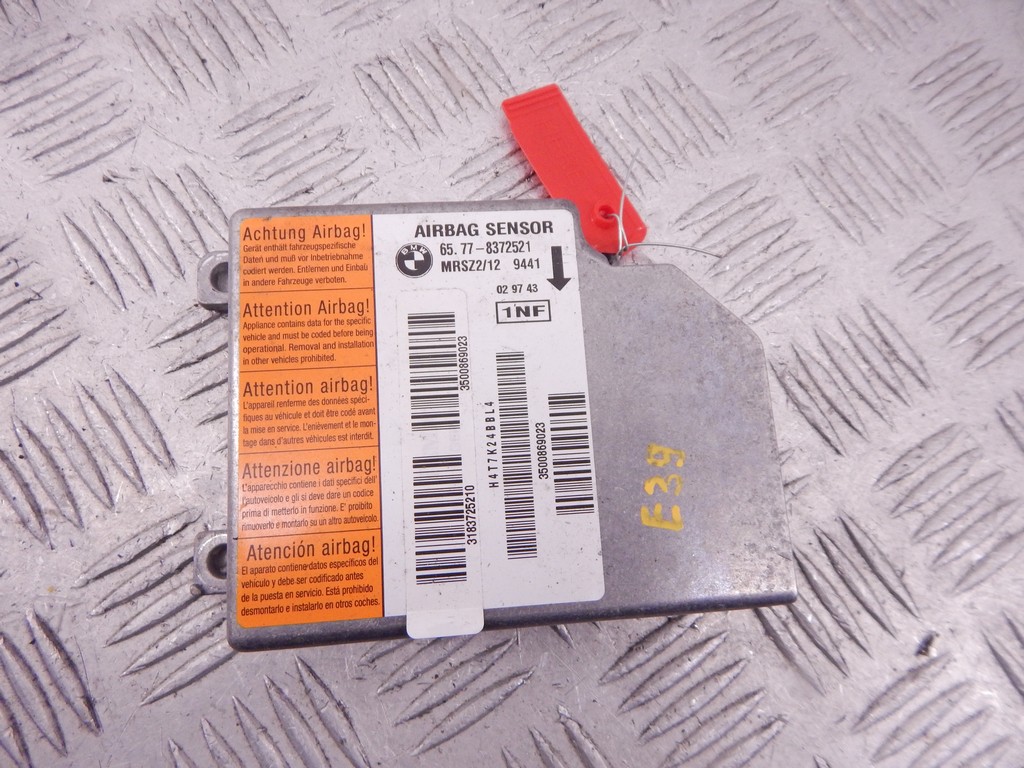 Achtung Airbag!
Gerät enthält fahrzeugspezifische
Daten und muß vor Inbetriebnahme
codiert werden. Entfernen und Einbau
in andere Fahrzeuge verboten.
Attention Airbag!
Appliance contains data for the specific
vehicle and must be coded before being
operational. Removal and installation
in other vehicles prohibited.
Attention airbag!
L'appareil renferme des données spéci-
fiques au véhicule et doit être codé avant
la mise en service. L'enlèvement et le mon-
tage dans d'autres véhicules est interdit.
Attenzione airbag!
L'apparecchio contiene i dati specifici dell'
autoveicolo e gli si deve dare un codice
prima di metterlo in funzione. E' proibito
rimuoverlo e montarlo su un altro autoveicolo.
Atención airbag!
El aparato contiene datos específicos del
vehículo y debe ser codificado antes
de la puesta en servicio. Está prohibido
desmontarlo e instalarlo en otros coches.
AIRBAG SENSOR
BMW
65.77-8372521
MRSZ2/12 9441
02 97 43
1NF
3500869023
3183725210
H4T7K24BBL4
3500869023
E39